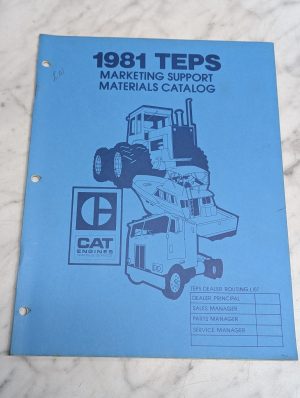 1981 TEPS
MARKETING SUPPORT
MATERIALS CATALOG
CAT
ENGINES
TEPS DEALER ROUTING LIST
DEALER PRINCIPAL
SALES MANAGER
PARTS MANAGER
SERVICE MANAGER